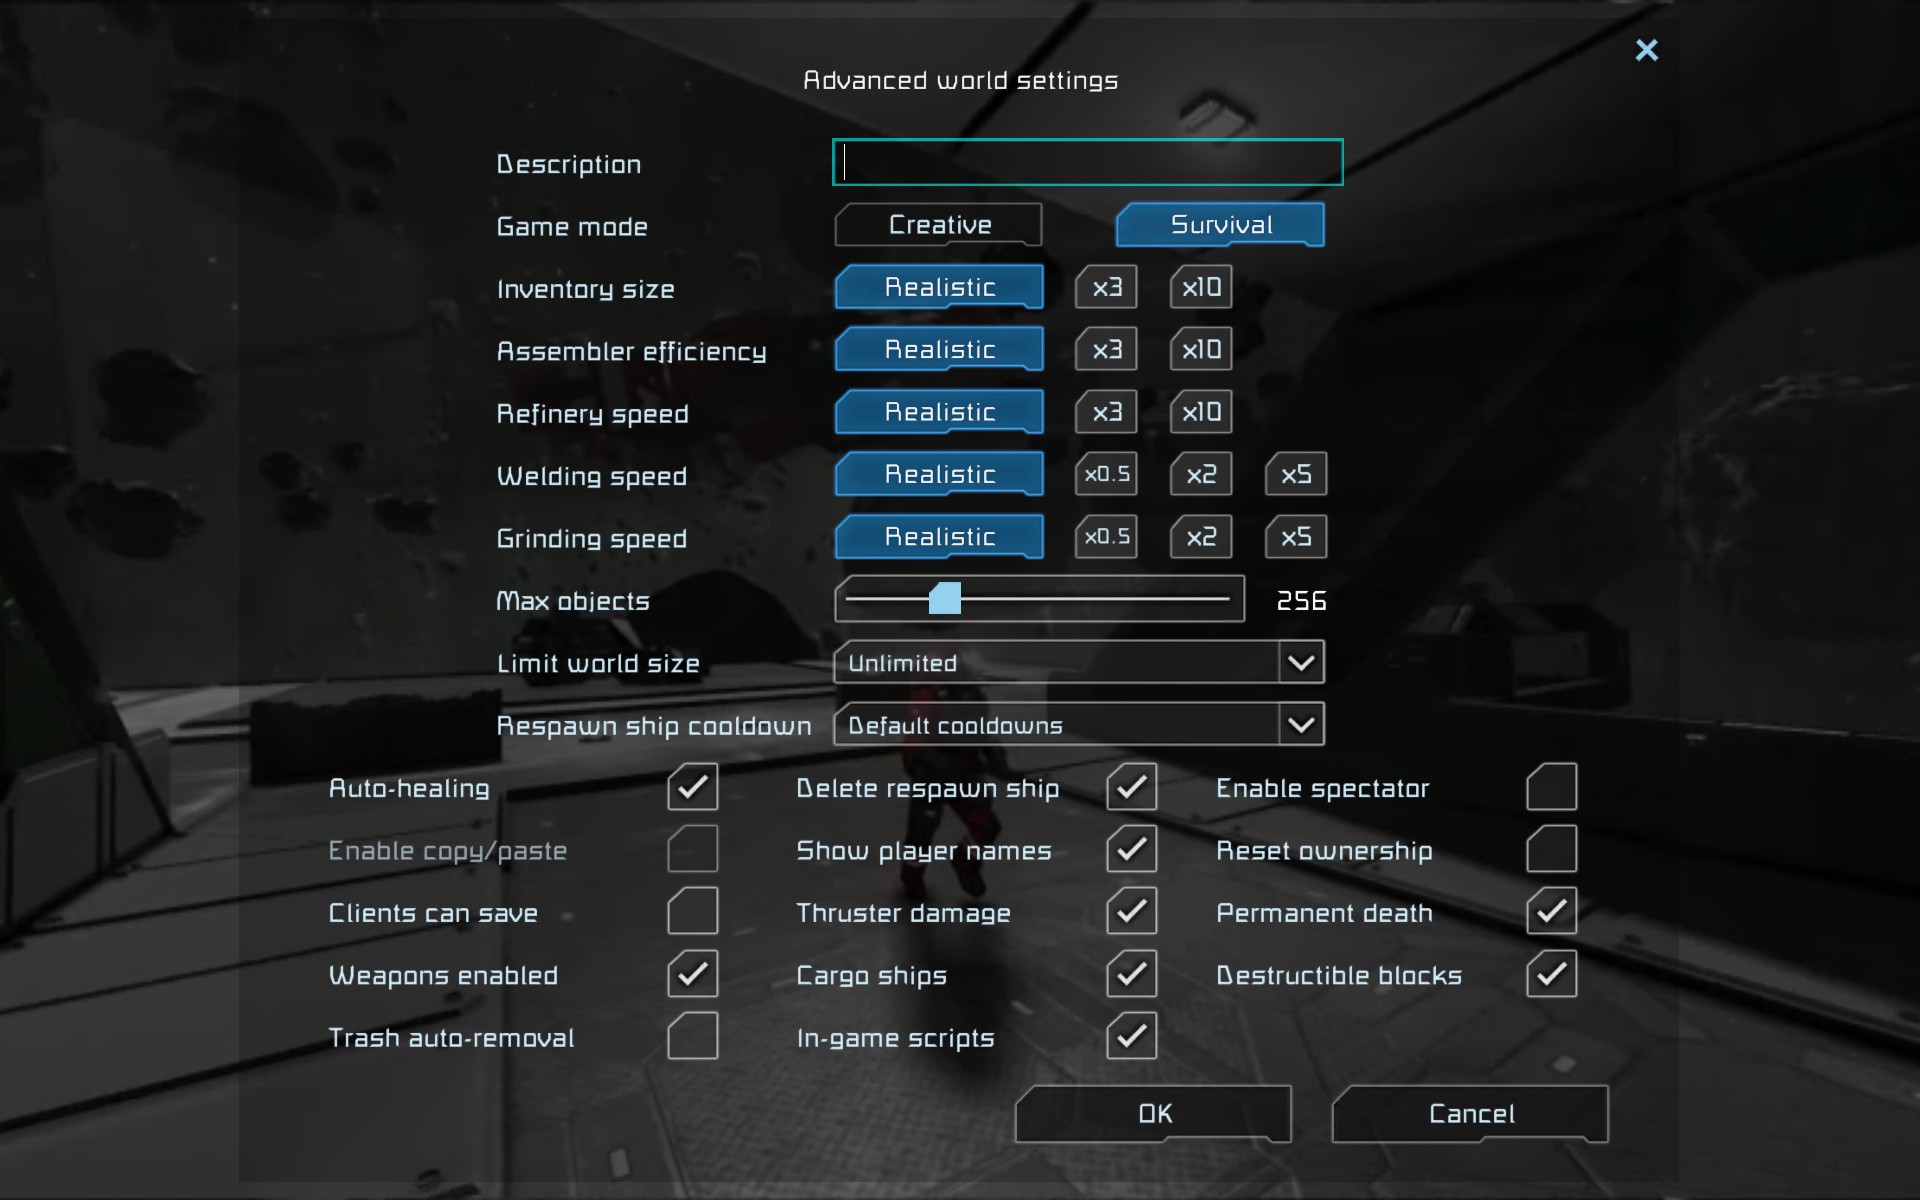 Advanced world settings
Description
Game mode Creative Survival
Inventory size Realistic x3 x10
Assembler efficiency Realistic x3 x10
Refinery speed Realistic x3 x10
Welding speed Realistic x0.5 x2 x5
Grinding speed Realistic x0.5 x2 x5
Max objects 256
Limit world size Unlimited
Respawn ship cooldown Default cooldowns
Auto-healing Delete respawn ship Enable spectator
Enable copy/paste Show player names Reset ownership
Clients can save Thruster damage Permanent death
Weapons enabled Cargo ships Destructible blocks
Trash auto-removal In-game scripts
OK Cancel